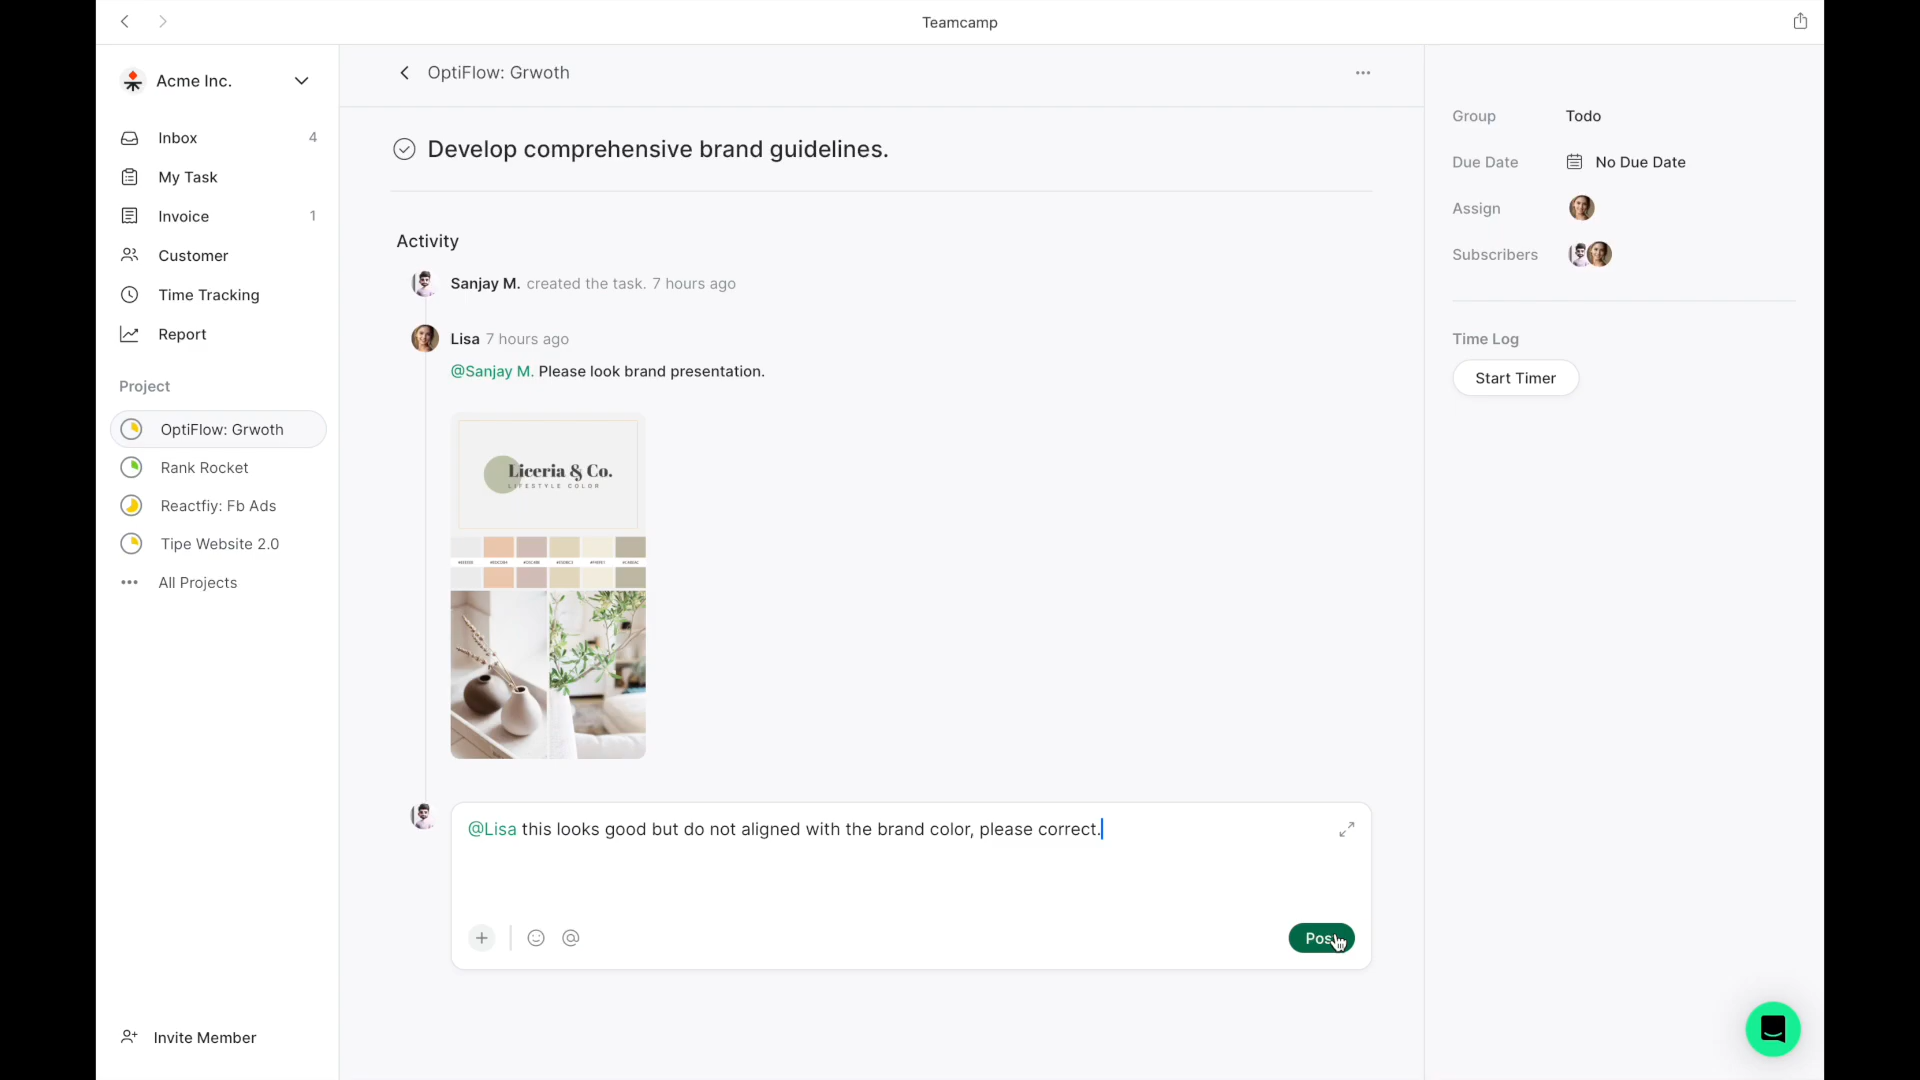 Teamcamp
Acme Inc.
OptiFlow: Grwoth
Inbox 4
My Task
Invoice 1
Customer
Time Tracking
Report
Project
OptiFlow: Grwoth
Rank Rocket
Reactfiy: Fb Ads
Tipe Website 2.0
All Projects
Invite Member
Develop comprehensive brand guidelines.
Activity
Sanjay M. created the task. 7 hours ago
Lisa 7 hours ago
@Sanjay M. Please look brand presentation.
Liceria & Co.
LIFESTYLE COLOR
@Lisa this looks good but do not aligned with the brand color, please correct.
Group Todo
Due Date No Due Date
Assign
Subscribers
Time Log
Start Timer